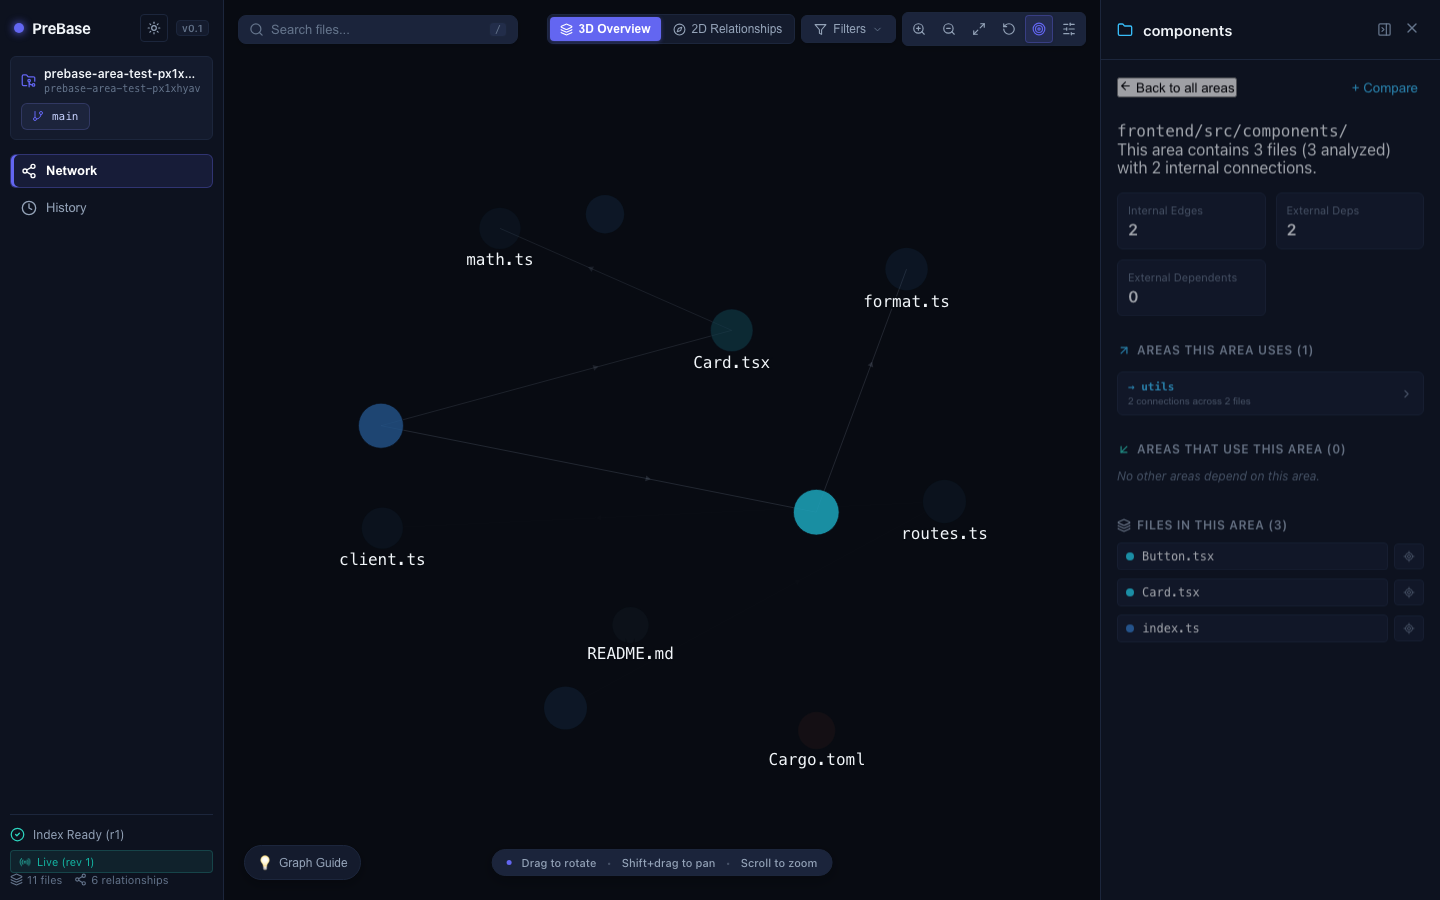 PreBase
v0.1
prebase-area-test-px1x...
prebase-area-test-px1xhyav
main
Network
History
Index Ready (r1)
Live (rev 1)
11 files
6 relationships
Search files...
/
3D Overview
2D Relationships
Filters
math.ts
format.ts
Card.tsx
client.ts
routes.ts
README.md
Cargo.toml
Graph Guide
Drag to rotate · Shift+drag to pan · Scroll to zoom
components
← Back to all areas
+ Compare
frontend/src/components/
This area contains 3 files (3 analyzed)
with 2 internal connections.
Internal Edges
2
External Deps
2
External Dependents
0
AREAS THIS AREA USES (1)
→ utils
2 connections across 2 files
AREAS THAT USE THIS AREA (0)
No other areas depend on this area.
FILES IN THIS AREA (3)
Button.tsx
Card.tsx
index.ts